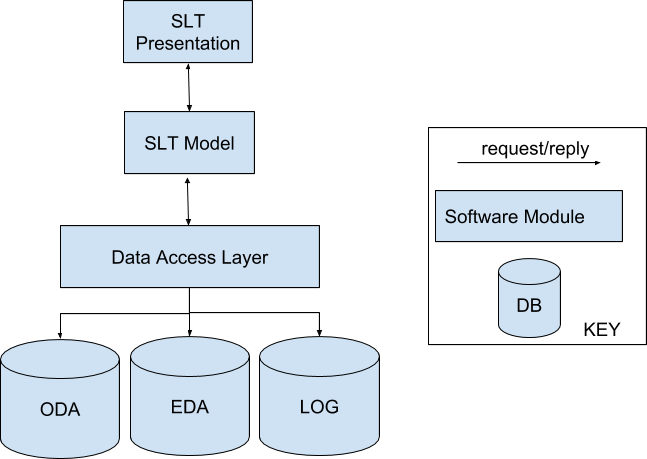 SLT
Presentation
SLT Model
Data Access Layer
ODA
EDA
LOG
request/reply
Software Module
DB
KEY